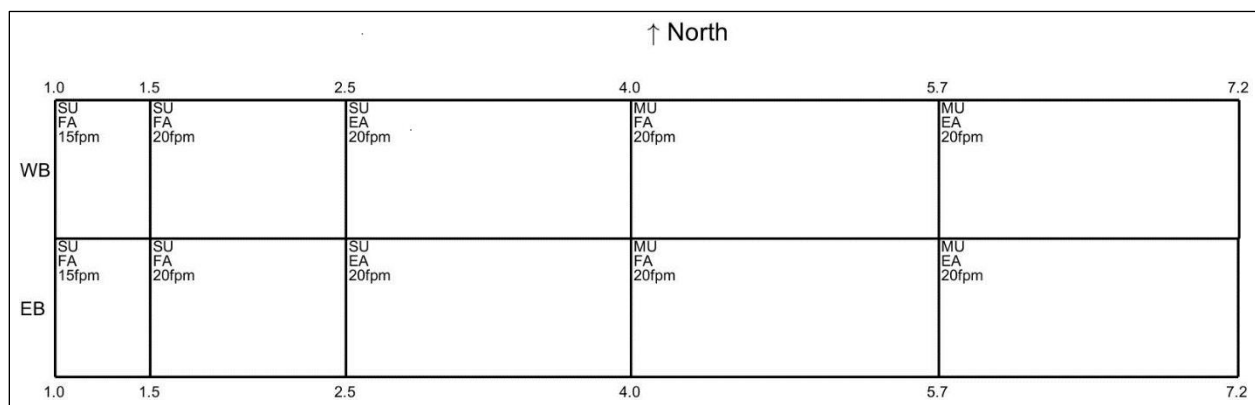 ↑ North
1.0 1.5 2.5 4.0 5.7 7.2
SU SU SU MU MU
FA FA EA FA EA
15fpm 20fpm 20fpm 20fpm 20fpm
WB
SU SU SU MU MU
FA FA EA FA EA
15fpm 20fpm 20fpm 20fpm 20fpm
EB
1.0 1.5 2.5 4.0 5.7 7.2